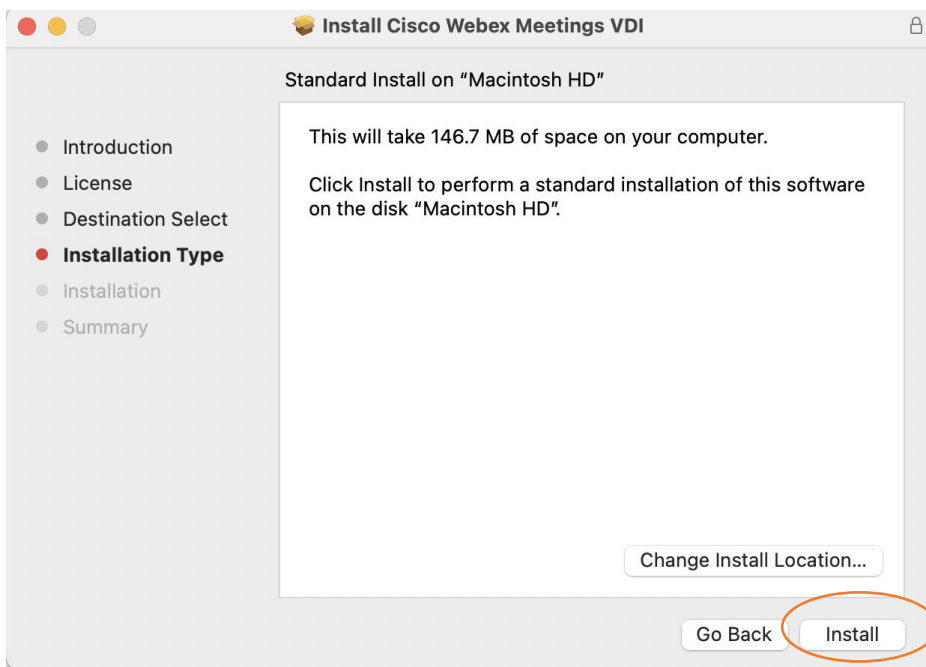 Install Cisco Webex Meetings VDI
Standard Install on “Macintosh HD”
Introduction
License
Destination Select
Installation Type
Installation
Summary
This will take 146.7 MB of space on your computer.
Click Install to perform a standard installation of this software
on the disk “Macintosh HD”.
Change Install Location...
Go Back
Install